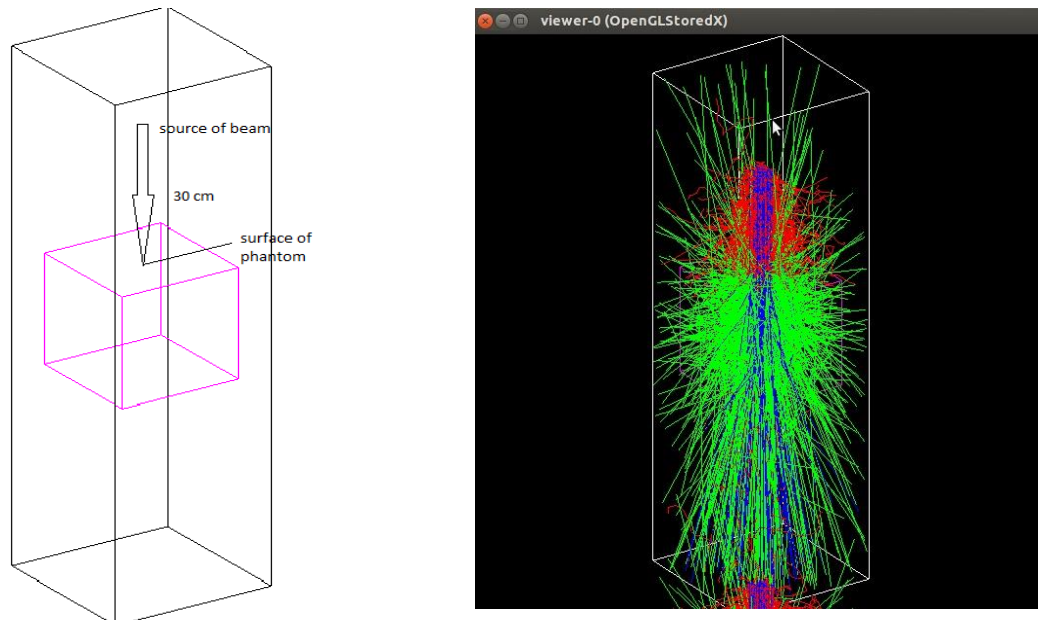 source of beam
30 cm
surface of
phantom
viewer-0 (OpenGLStoredX)